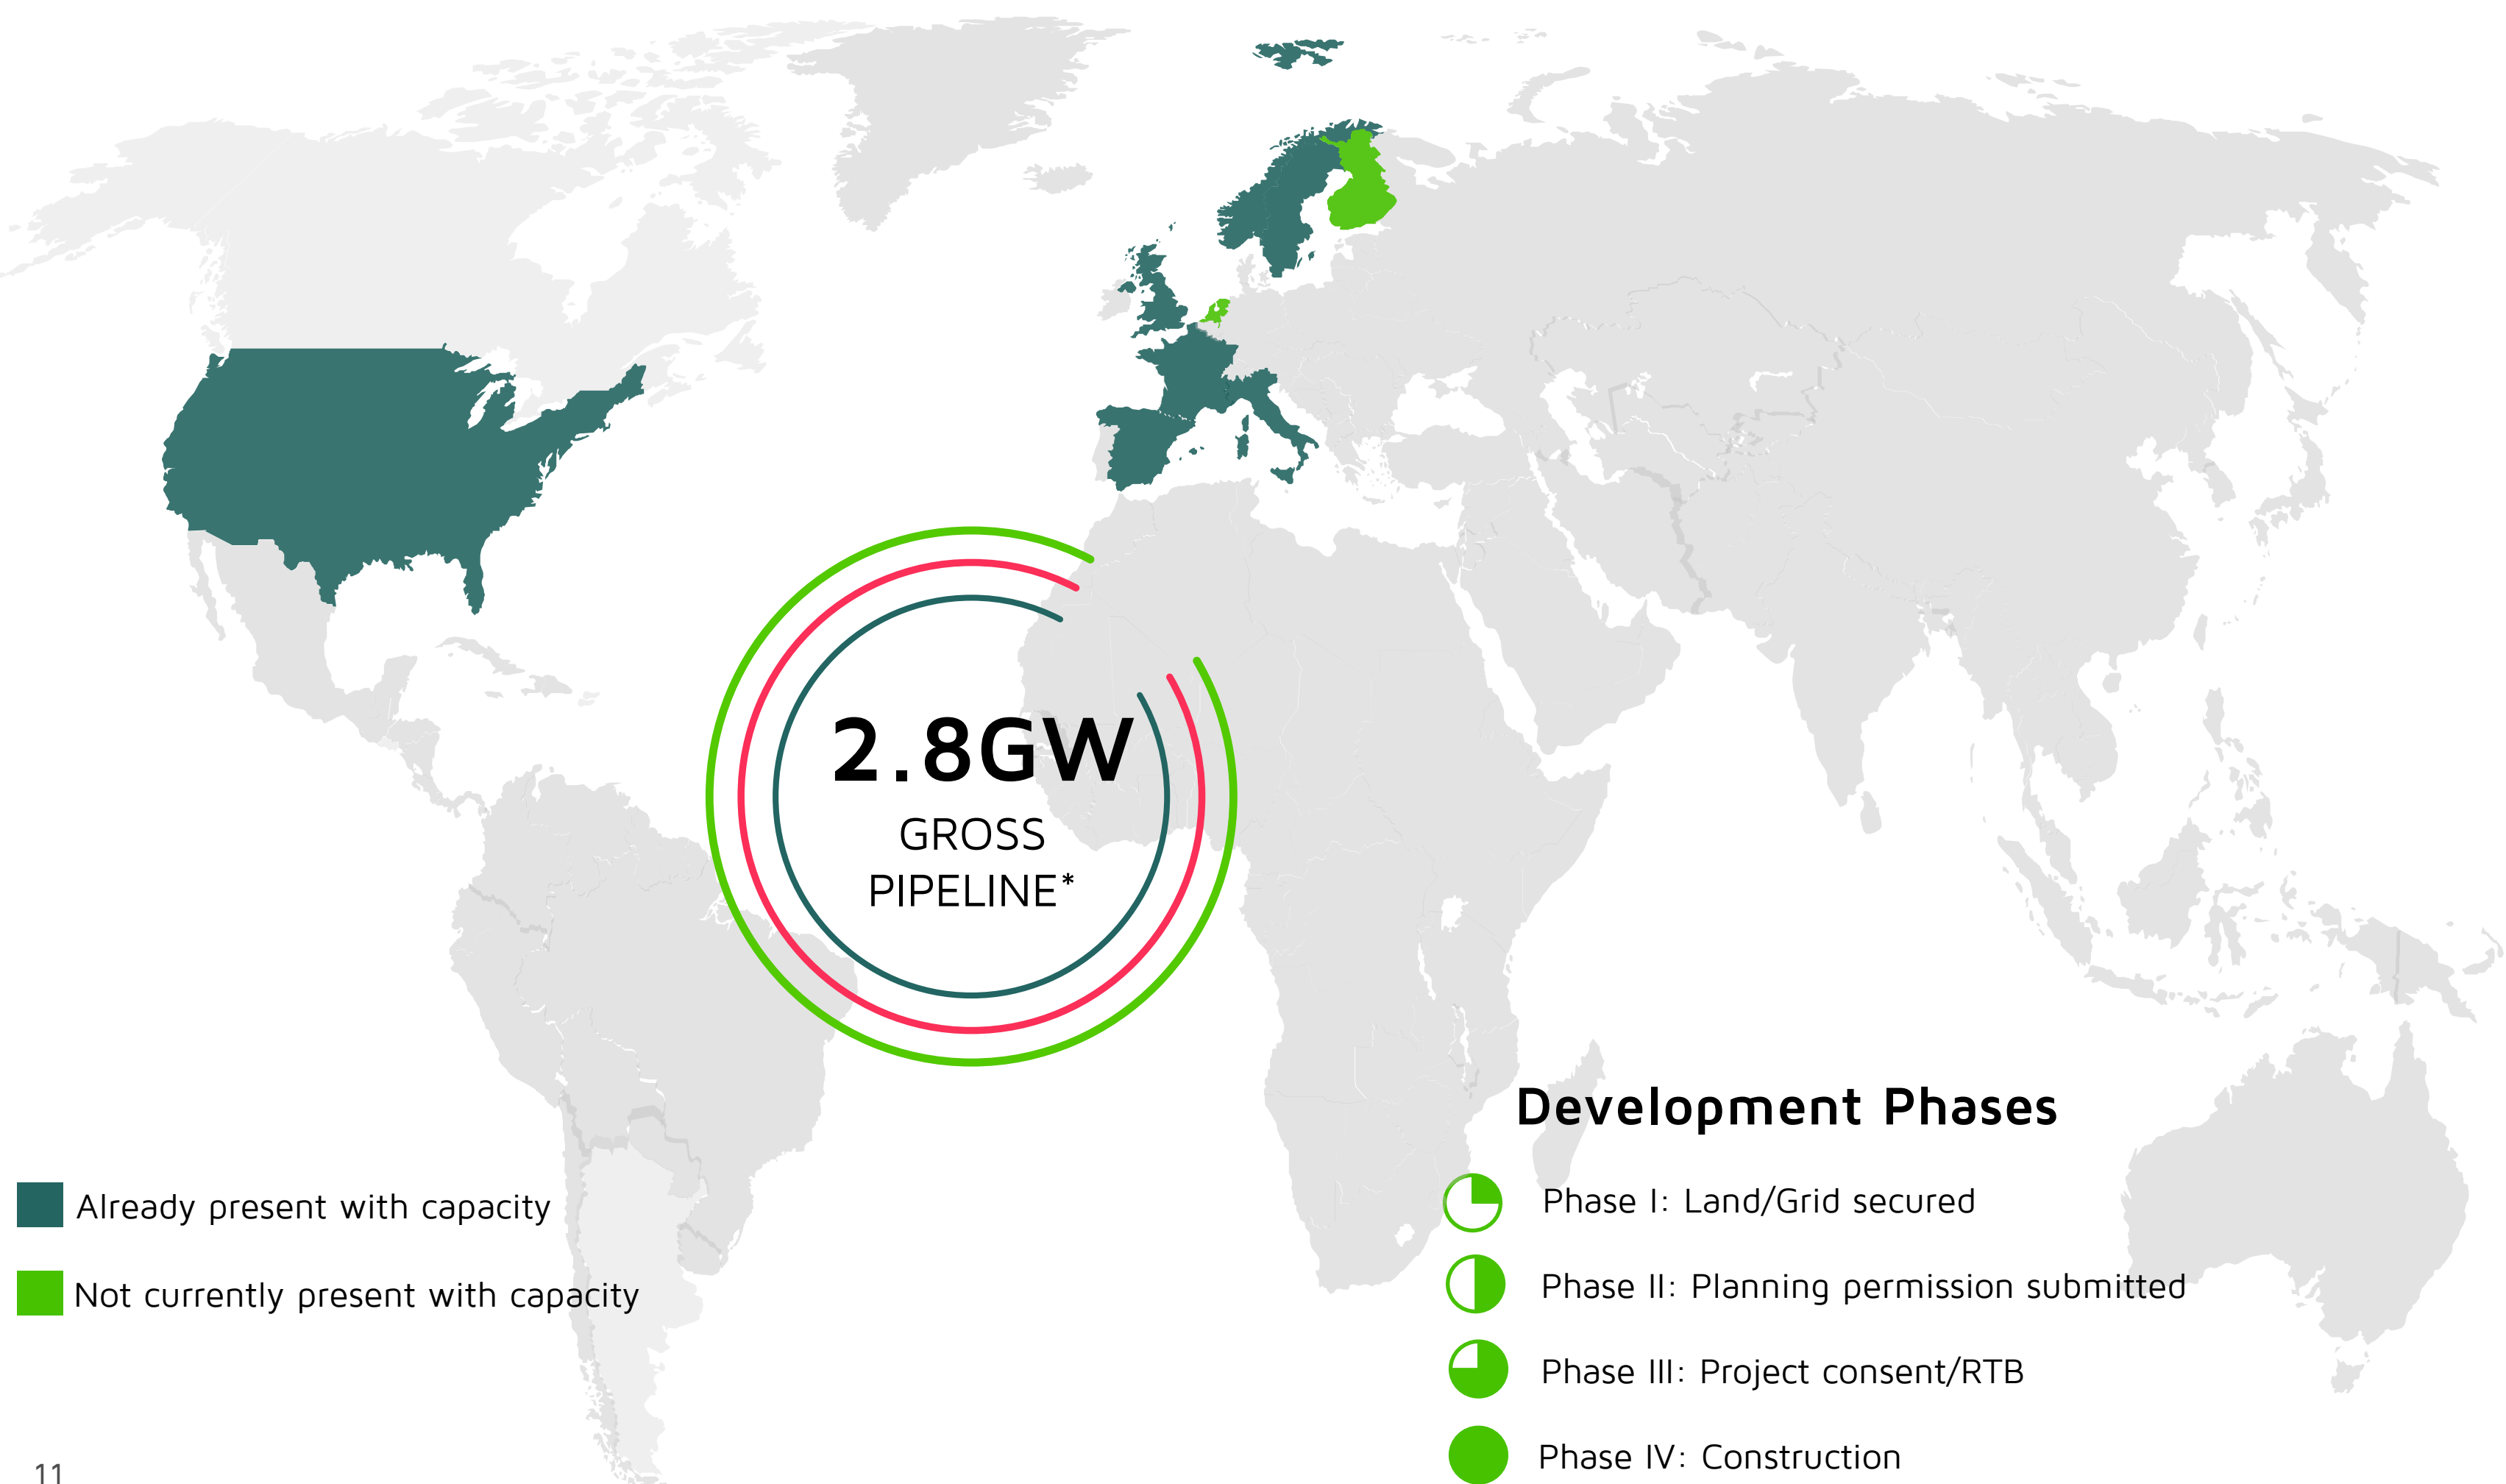 2.8GW
GROSS
PIPELINE*
Development Phases
Already present with capacity
Not currently present with capacity
Phase I: Land/Grid secured
Phase II: Planning permission submitted
Phase III: Project consent/RTB
Phase IV: Construction
11